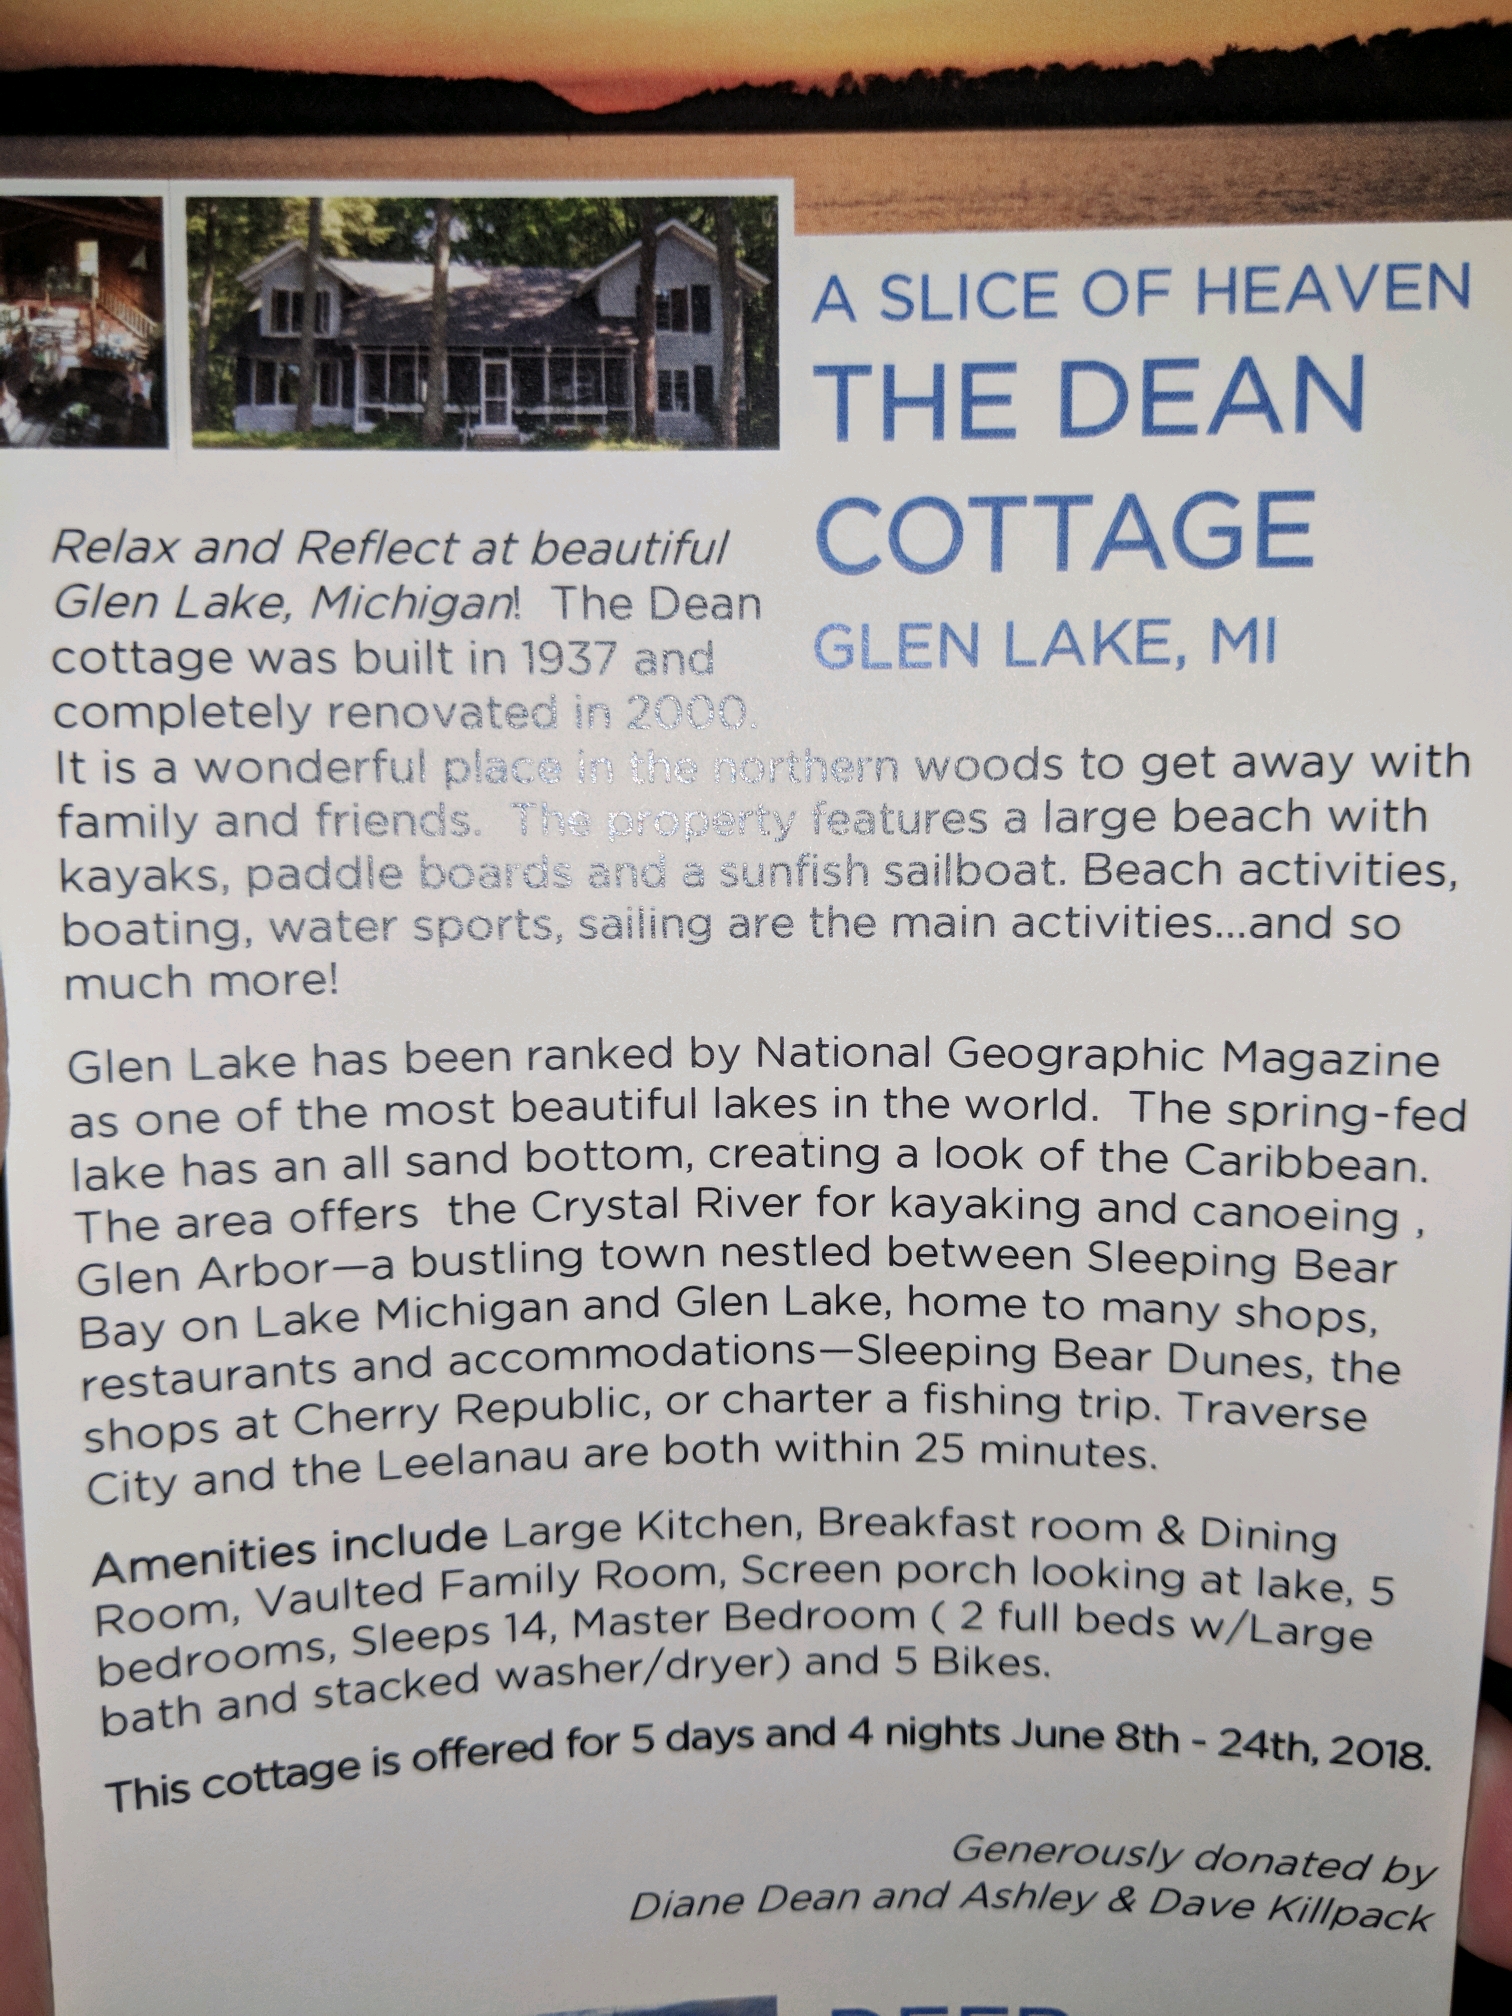 A SLICE OF HEAVEN
THE DEAN
COTTAGE
GLEN LAKE, MI
Relax and Reflect at beautiful
Glen Lake, Michigan! The Dean
cottage was built in 1937 and
completely renovated in 2000.
It is a wonderful place in the northern woods to get away with
family and friends. The property features a large beach with
kayaks, paddle boards and a sunfish sailboat. Beach activities,
boating, water sports, sailing are the main activities...and so
much more!
Glen Lake has been ranked by National Geographic Magazine
as one of the most beautiful lakes in the world. The spring-fed
lake has an all sand bottom, creating a look of the Caribbean.
The area offers the Crystal River for kayaking and canoeing ,
Glen Arbor—a bustling town nestled between Sleeping Bear
Bay on Lake Michigan and Glen Lake, home to many shops,
restaurants and accommodations—Sleeping Bear Dunes, the
shops at Cherry Republic, or charter a fishing trip. Traverse
City and the Leelanau are both within 25 minutes.
Amenities include Large Kitchen, Breakfast room & Dining
Room, Vaulted Family Room, Screen porch looking at lake, 5
bedrooms, Sleeps 14, Master Bedroom ( 2 full beds w/Large
bath and stacked washer/dryer) and 5 Bikes.
This cottage is offered for 5 days and 4 nights June 8th - 24th, 2018.
Generously donated by
Diane Dean and Ashley & Dave Killpack